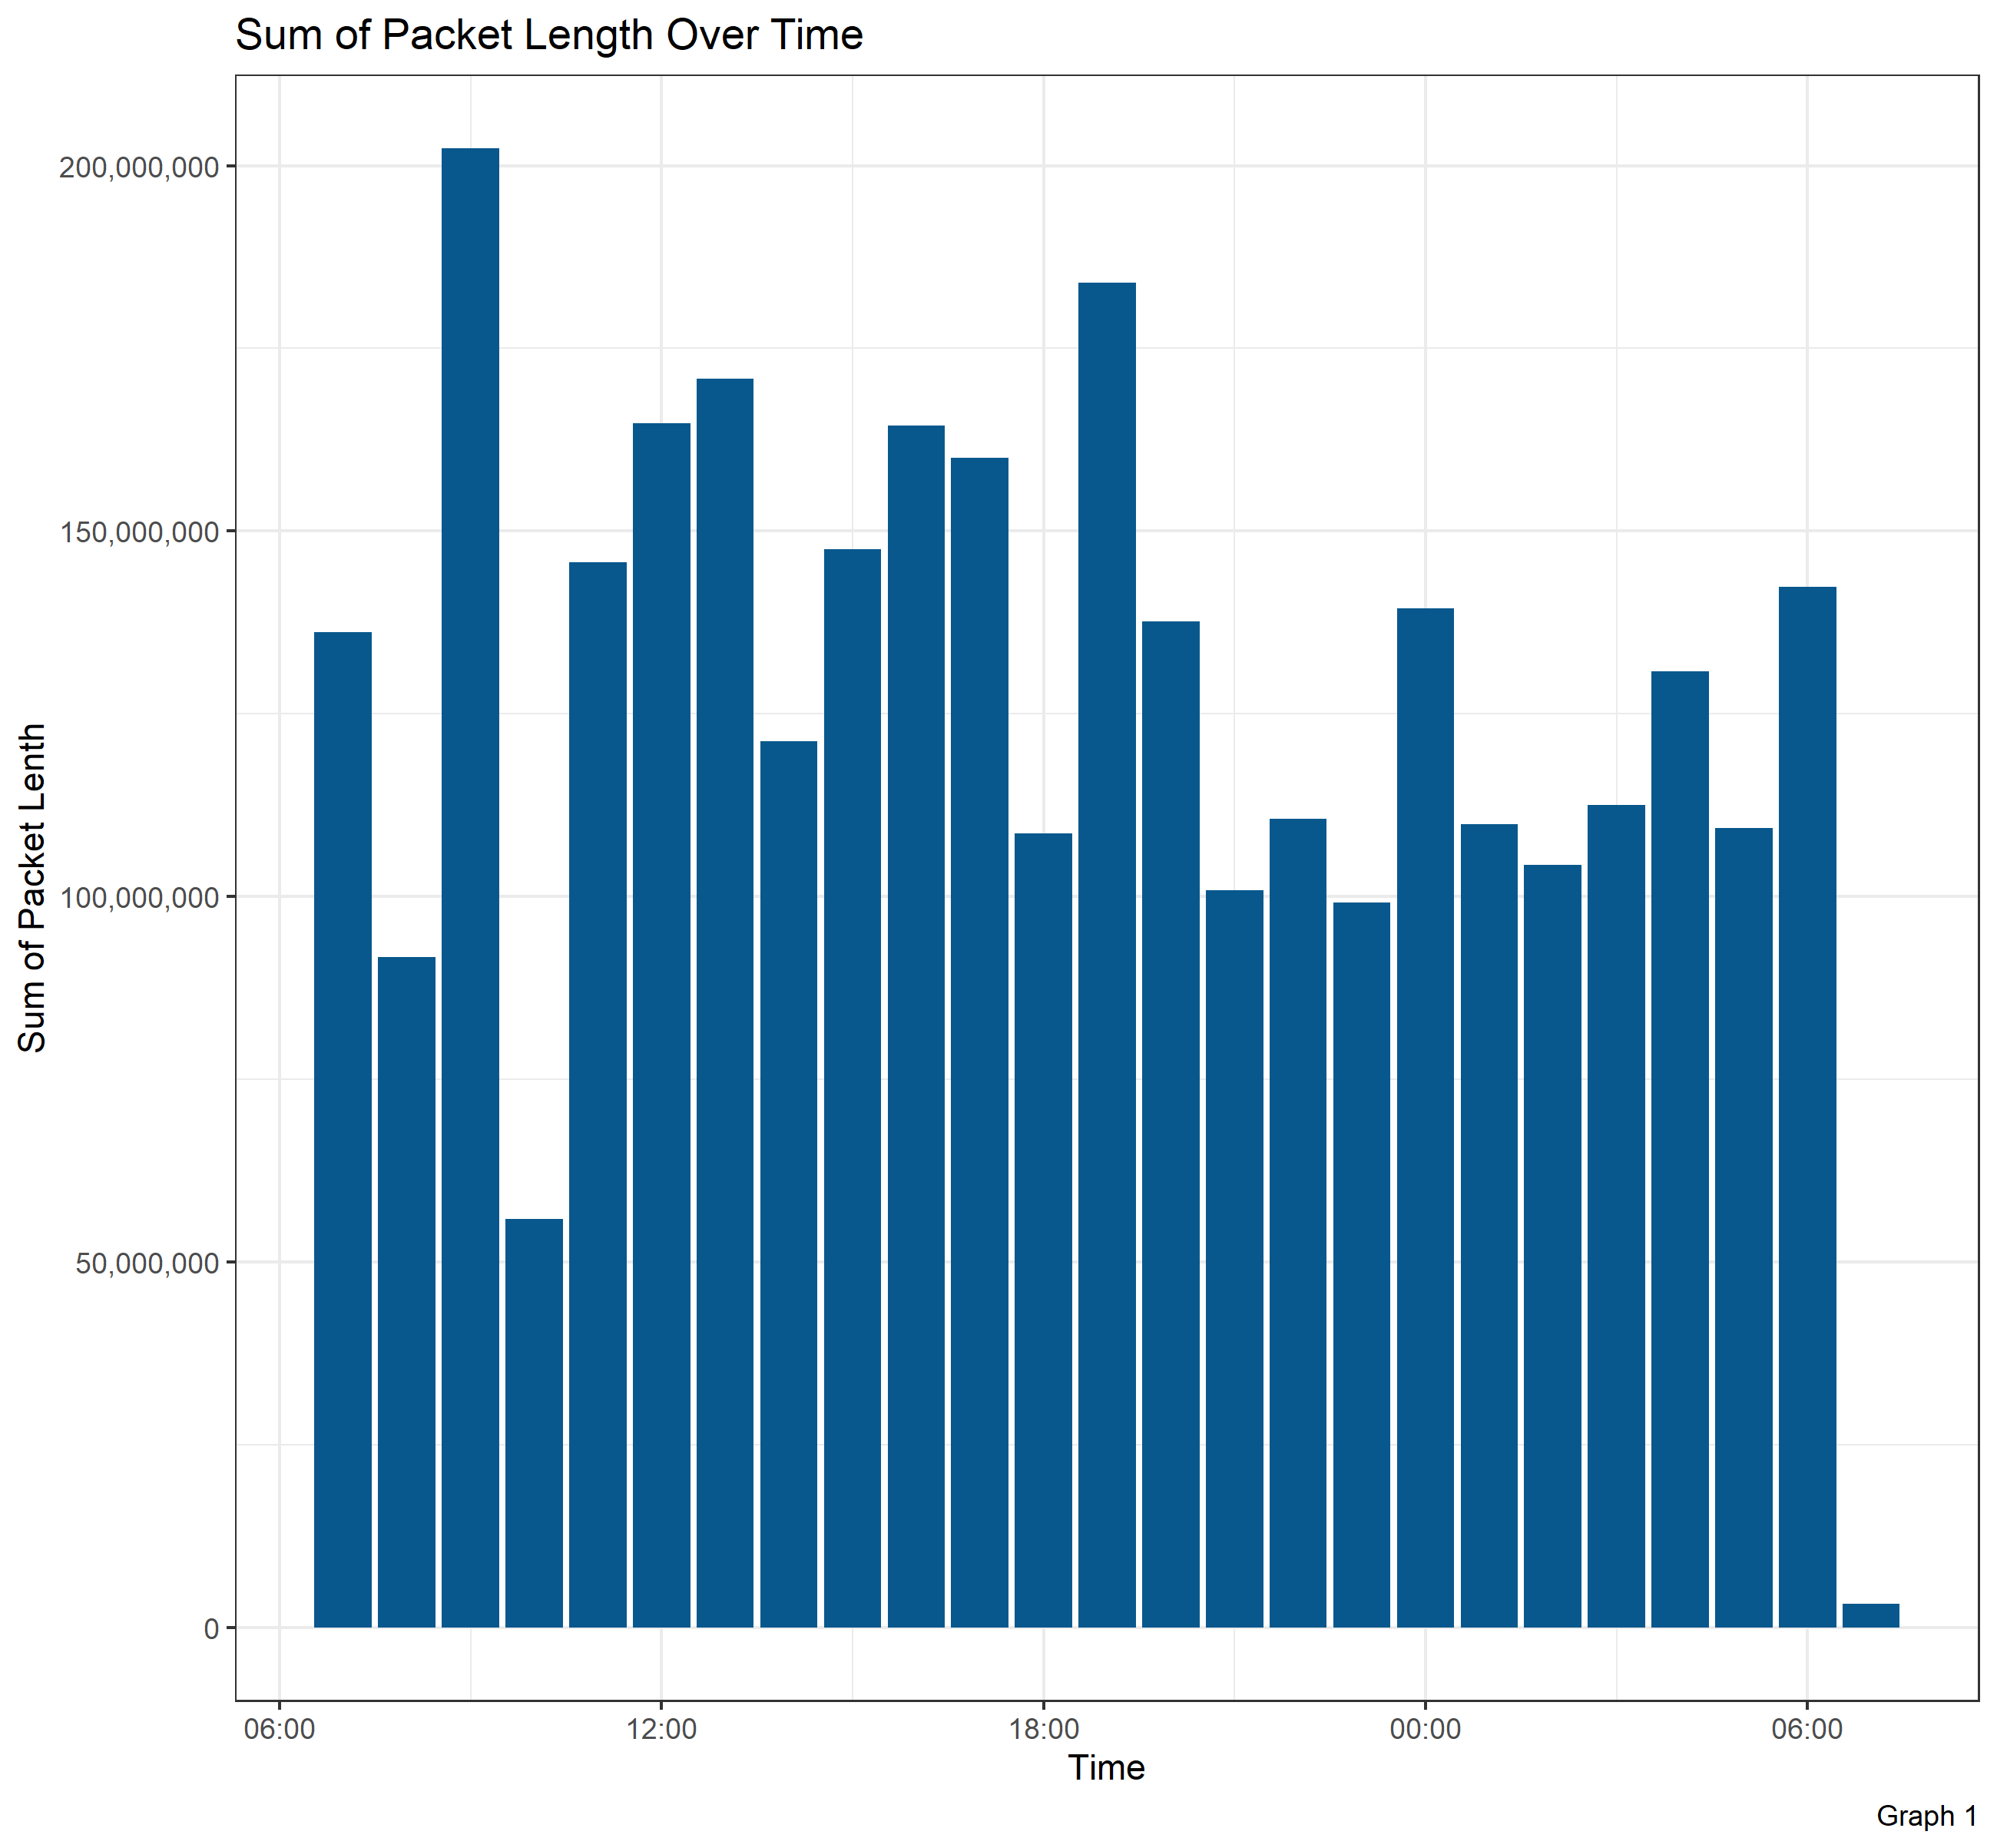 Sum of Packet Length Over Time
Sum of Packet Lenth
200,000,000
150,000,000
100,000,000
50,000,000
0
06:00 12:00 18:00 00:00 06:00
Time
Graph 1